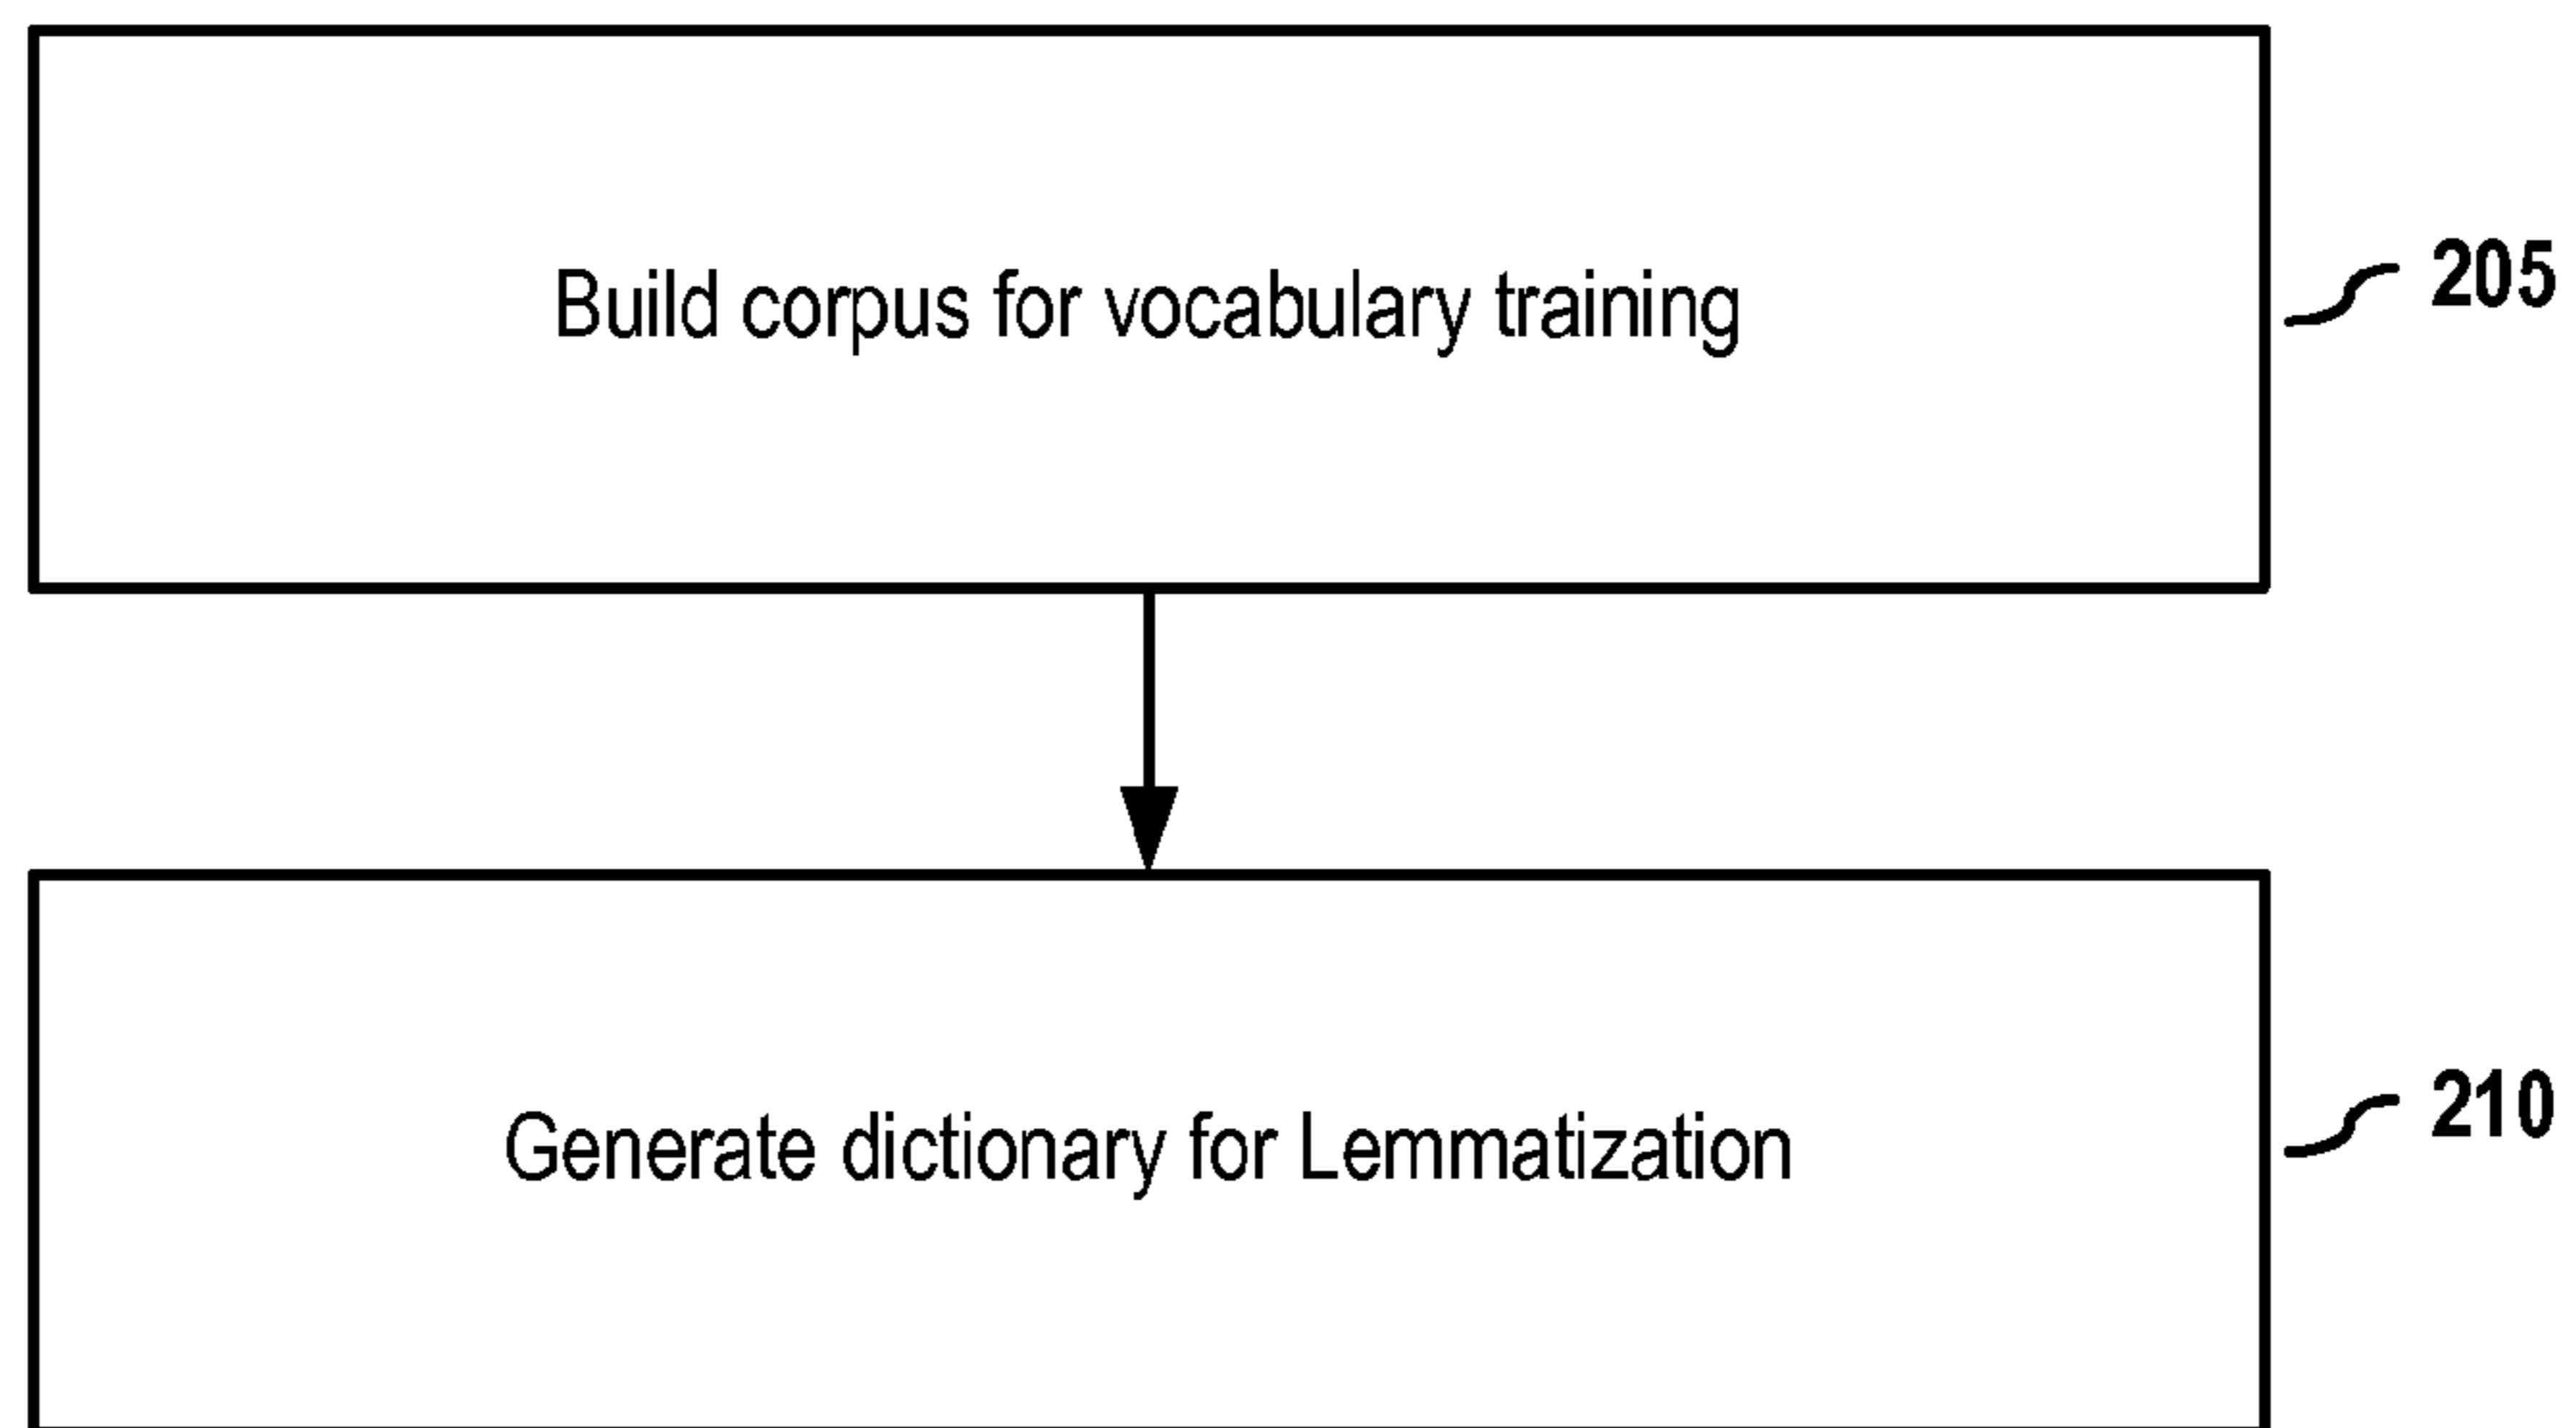 Build corpus for vocabulary training
205
Generate dictionary for Lemmatization
210